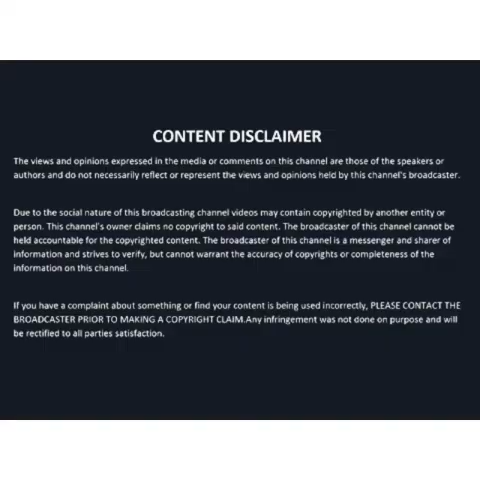 CONTENT DISCLAIMER
The views and opinions expressed in the media or comments on this channel are those of the speakers or
authors and do not necessarily reflect or represent the views and opinions held by this channel's broadcaster.
Due to the social nature of this broadcasting channel videos may contain copyrighted by another entity or
person. This channel's owner claims no copyright to said content. The broadcaster of this channel cannot be
held accountable for the copyrighted content. The broadcaster of this channel is a messenger and sharer of
information and strives to verify, but cannot warrant the accuracy of copyrights or completeness of the
information on this channel.
If you have a complaint about something or find your content is being used incorrectly, PLEASE CONTACT THE
BROADCASTER PRIOR TO MAKING A COPYRIGHT CLAIM.Any infringement was not done on purpose and will
be rectified to all parties satisfaction.